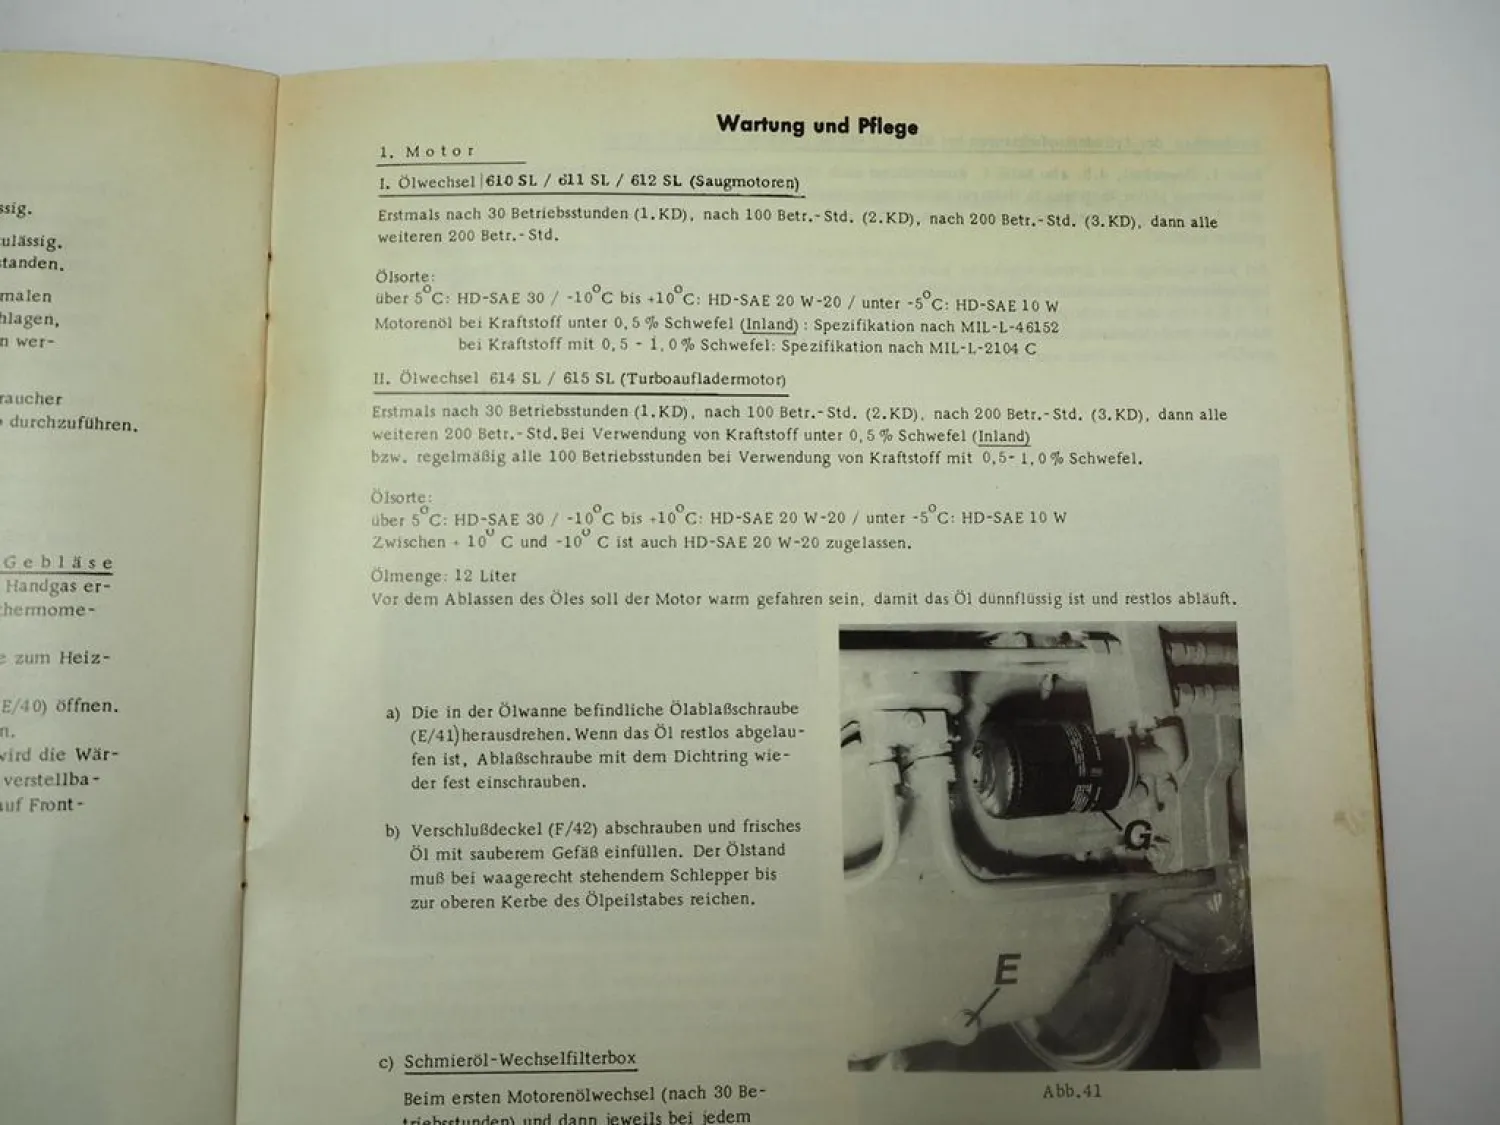 ssig.
ulässig.
standen.
malen
hlagen,
n wer-
raucher
durchzuführen.
Gebläse
Handgas er-
thermome-
zum Heiz-
E/40) öffnen.
n.
wird die Wär-
verstellba-
auf Front-
Wartung und Pflege
1. Motor
I. Ölwechsel 610 SL / 611 SL / 612 SL (Saugmotoren)
Erstmals nach 30 Betriebsstunden (1.KD), nach 100 Betr.-Std. (2.KD), nach 200 Betr.-Std. (3.KD), dann alle
weiteren 200 Betr.-Std.
Ölsorte:
über 5°C: HD-SAE 30 / -10°C bis +10°C: HD-SAE 20 W-20 / unter -5°C: HD-SAE 10 W
Motorenöl bei Kraftstoff unter 0,5 % Schwefel (Inland) : Spezifikation nach MIL-L-46152
bei Kraftstoff mit 0,5 - 1,0 % Schwefel: Spezifikation nach MIL-L-2104 C
II. Ölwechsel 614 SL / 615 SL (Turboaufladermotor)
Erstmals nach 30 Betriebsstunden (1.KD), nach 100 Betr.-Std. (2.KD), nach 200 Betr.-Std. (3.KD), dann alle
weiteren 200 Betr.-Std. Bei Verwendung von Kraftstoff unter 0,5 % Schwefel (Inland)
bzw. regelmäßig alle 100 Betriebsstunden bei Verwendung von Kraftstoff mit 0,5- 1,0 % Schwefel.
Ölsorte:
über 5°C: HD-SAE 30 / -10°C bis +10°C: HD-SAE 20 W-20 / unter -5°C: HD-SAE 10 W
Zwischen + 10° C und -10° C ist auch HD-SAE 20 W-20 zugelassen.
Ölmenge: 12 Liter
Vor dem Ablassen des Öles soll der Motor warm gefahren sein, damit das Öl dünnflüssig ist und restlos abläuft.
a) Die in der Ölwanne befindliche Ölablaßschraube
(E/41) herausdrehen. Wenn das Öl restlos abgelau-
fen ist, Ablaßschraube mit dem Dichtring wie-
der fest einschrauben.
b) Verschlußdeckel (F/42) abschrauben und frisches
Öl mit sauberem Gefäß einfüllen. Der Ölstand
muß bei waagerecht stehendem Schlepper bis
zur oberen Kerbe des Ölpeilstabes reichen.
G
E
Abb.41
c) Schmieröl-Wechselfilterbox
Beim ersten Motorenölwechsel (nach 30 Be-
triebsstunden) und dann jeweils bei jedem